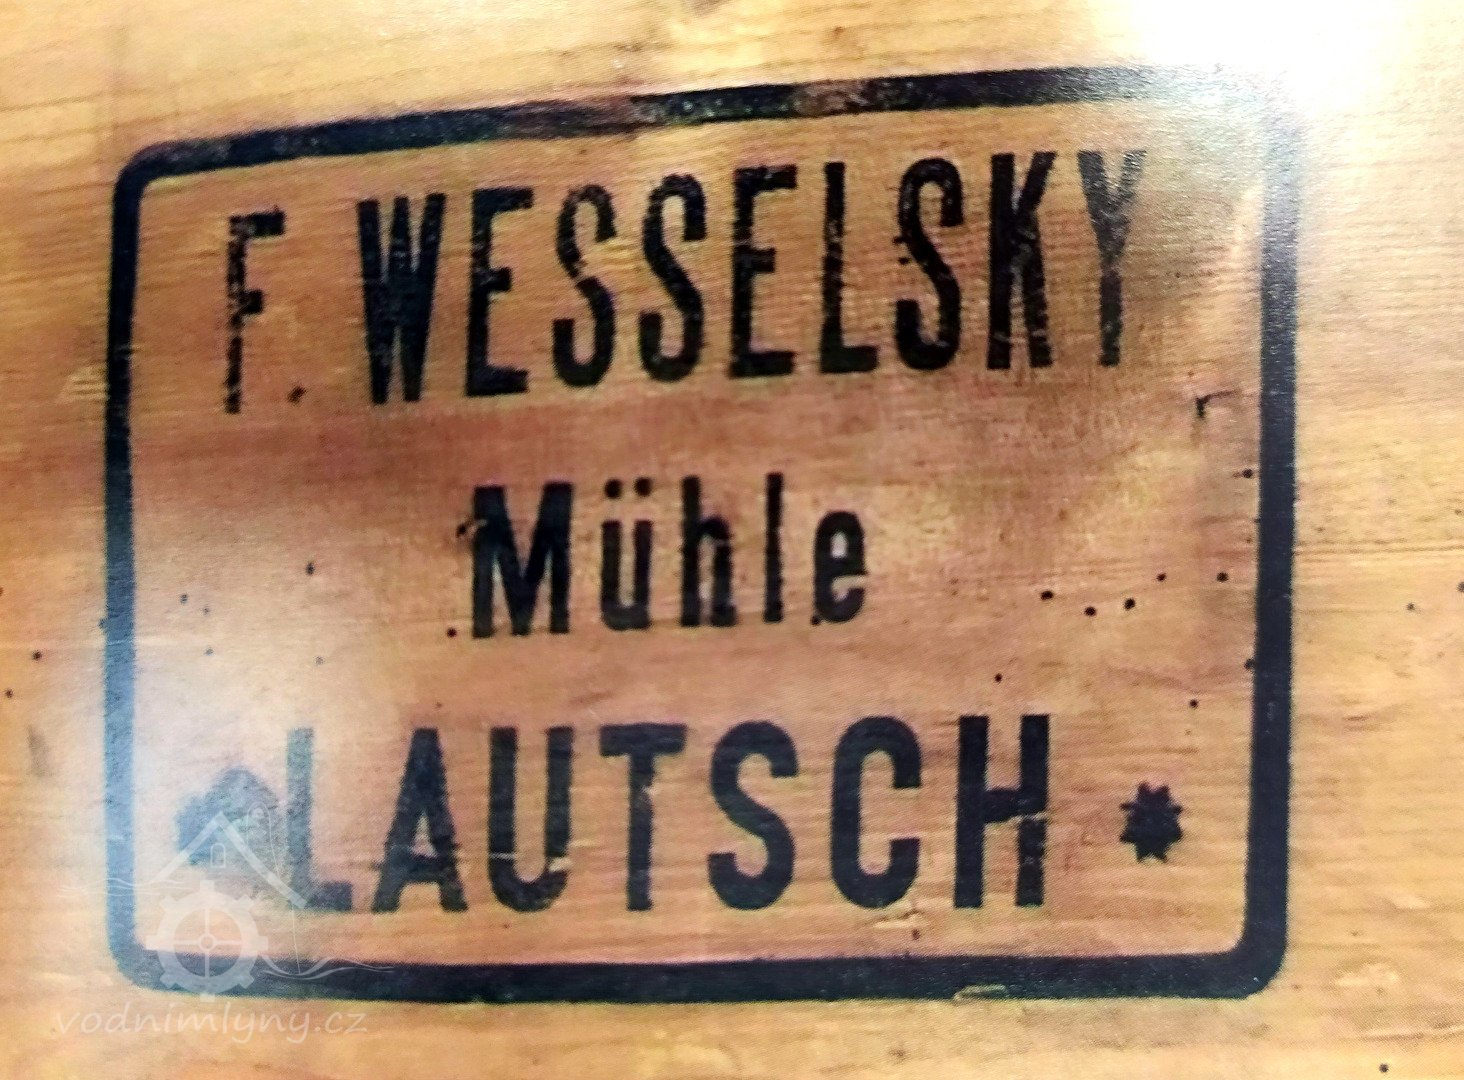 F. WESSELSKY
Mühle
LAUTSCH *
vodnimlyny.cz